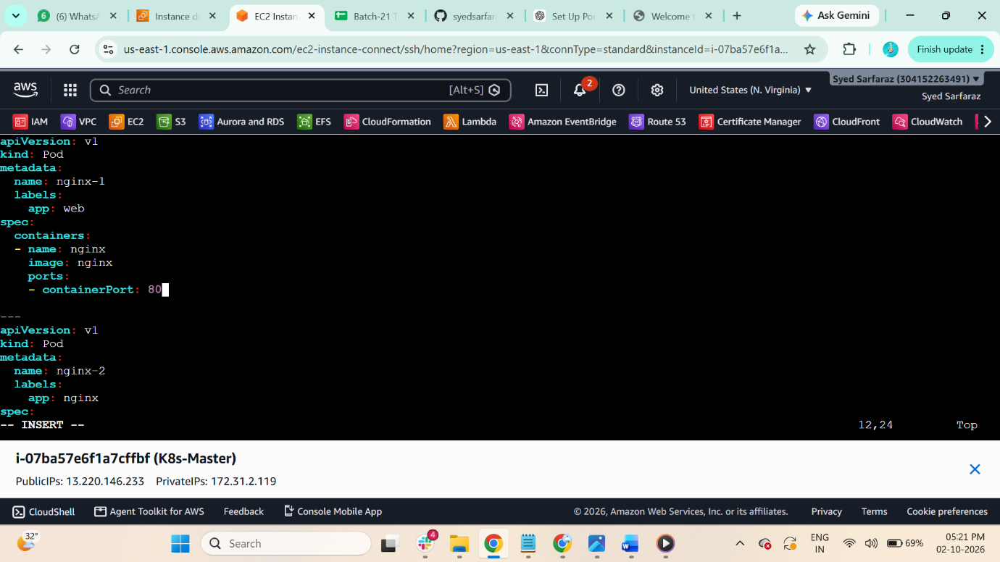 (6) WhatsA
Instance d
EC2 Instan
Batch-21 T
syedsarfar
Set Up Poc
Welcome t
Ask Gemini
us-east-1.console.aws.amazon.com/ec2-instance-connect/ssh/home?region=us-east-1&connType=standard&instanceId=i-07ba57e6f1a...
Finish update
aws
Search
[Alt+S]
2
United States (N. Virginia)
Syed Sarfaraz (304152263491)
Syed Sarfaraz
IAM
VPC
EC2
S3
Aurora and RDS
EFS
CloudFormation
Lambda
Amazon EventBridge
Route 53
Certificate Manager
CloudFront
CloudWatch
apiVersion: v1
kind: Pod
metadata:
  name: nginx-1
  labels:
    app: web
spec:
  containers:
  - name: nginx
    image: nginx
    ports:
    - containerPort: 80
---
apiVersion: v1
kind: Pod
metadata:
  name: nginx-2
  labels:
    app: nginx
spec:
-- INSERT --
12,24
Top
i-07ba57e6f1a7cffbf (K8s-Master)
PublicIPs: 13.220.146.233 PrivateIPs: 172.31.2.119
CloudShell
Agent Toolkit for AWS
Feedback
Console Mobile App
© 2026, Amazon Web Services, Inc. or its affiliates.
Privacy
Terms
Cookie preferences
32°
Search
4
ENG
IN
69%
05:21 PM
02-10-2026